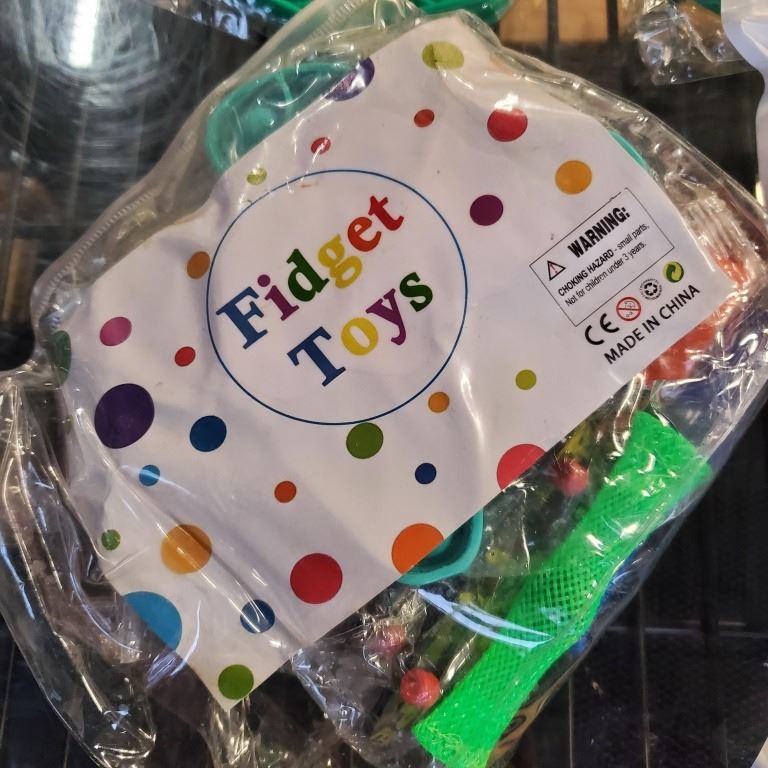 Fidget
Toys
WARNING:
CHOKING HAZARD - small parts.
Not for children under 3 years.
CE
MADE IN CHINA